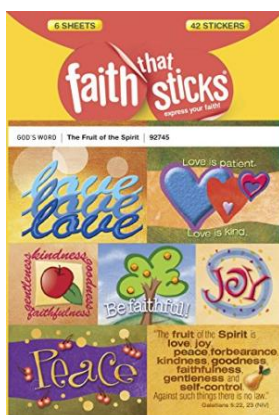 6 SHEETS
42 STICKERS
faith that sticks®
express your faith!
GOD'S WORD | The Fruit of the Spirit | 92745
love
love
love
Love is patient.
Love is kind.
kindness
goodness
gentleness
faithfulness
Be faithful!
JOY
Peace
"The fruit of the Spirit is
love, joy,
peace, forbearance,
kindness, goodness,
faithfulness,
gentleness and
self-control.
Against such things there is no law."
Galatians 5:22, 23 (NIV)